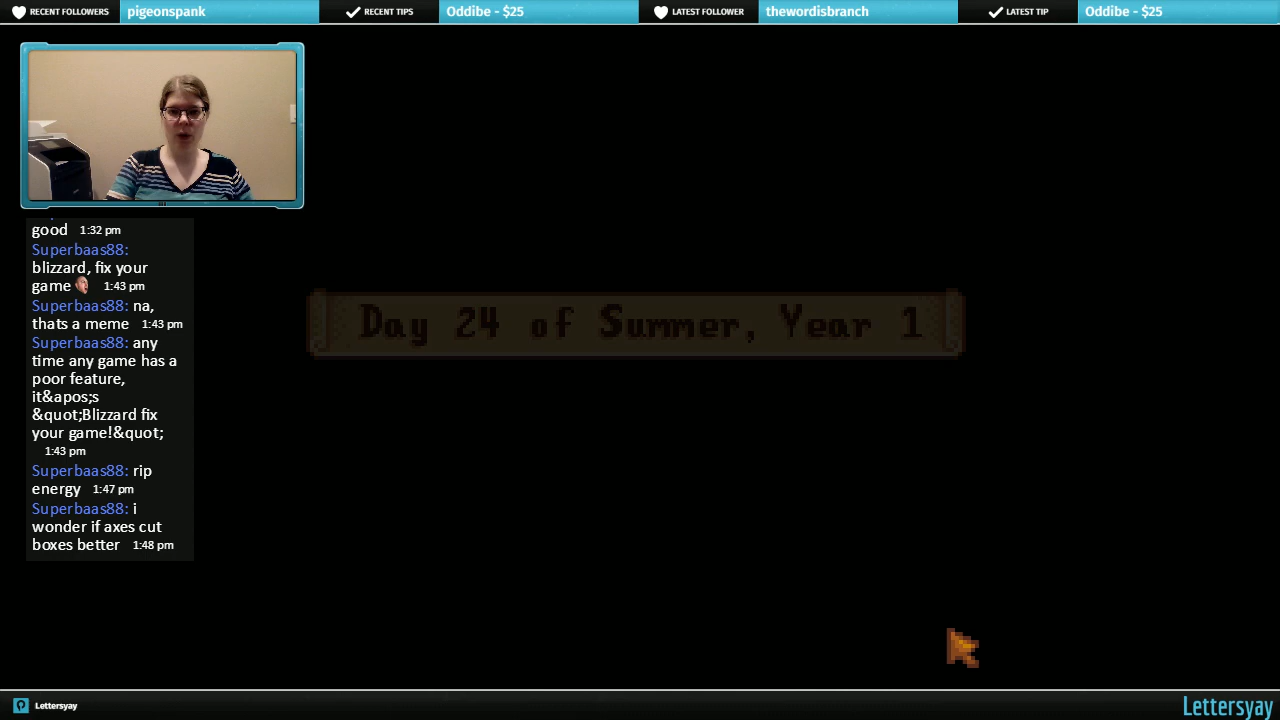 RECENT FOLLOWERS pigeonspank RECENT TIPS Oddibe - $25 LATEST FOLLOWER thewordisbranch LATEST TIP Oddibe - $25
good 1:32 pm
Superbaas88:
blizzard, fix your
game 1:43 pm
Superbaas88: na,
thats a meme 1:43 pm
Superbaas88: any
time any game has a
poor feature,
it&apos;s
&quot;Blizzard fix
your game!&quot;
1:43 pm
Superbaas88: rip
energy 1:47 pm
Superbaas88: i
wonder if axes cut
boxes better 1:48 pm
Day 24 of Summer, Year 1
Lettersyay
Lettersyay